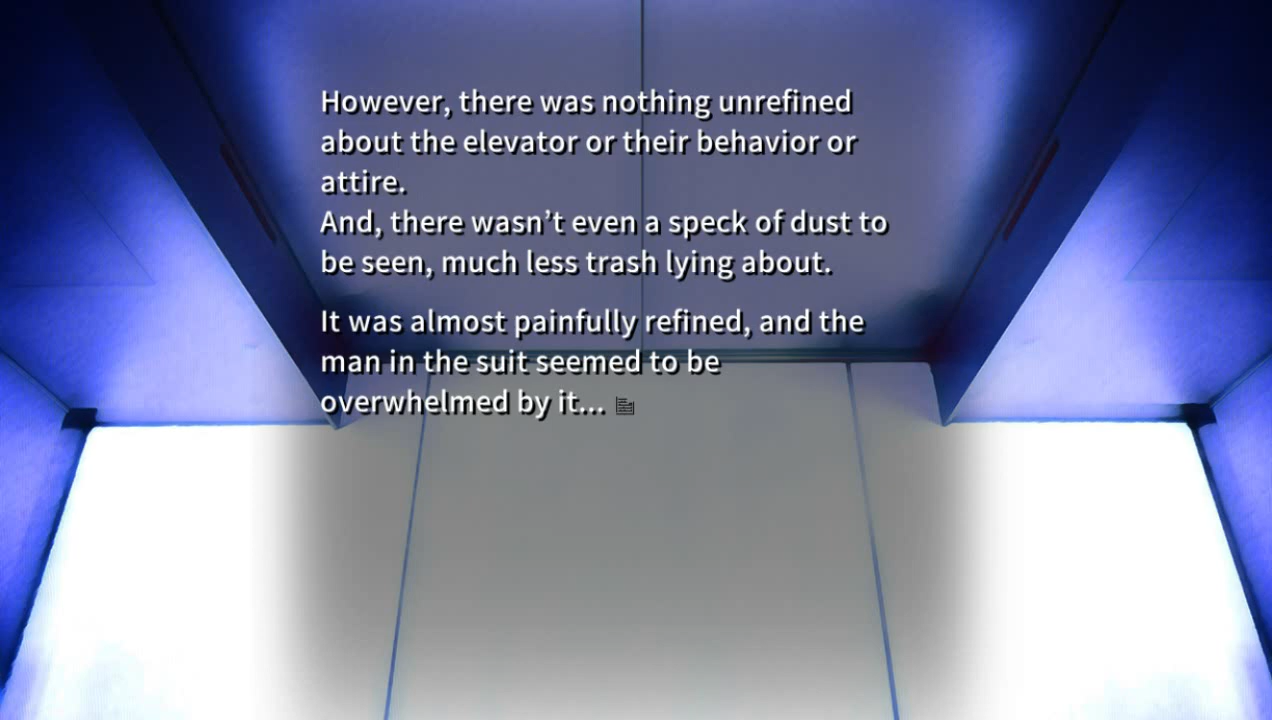 However, there was nothing unrefined
about the elevator or their behavior or
attire.
And, there wasn’t even a speck of dust to
be seen, much less trash lying about.
It was almost painfully refined, and the
man in the suit seemed to be
overwhelmed by it...